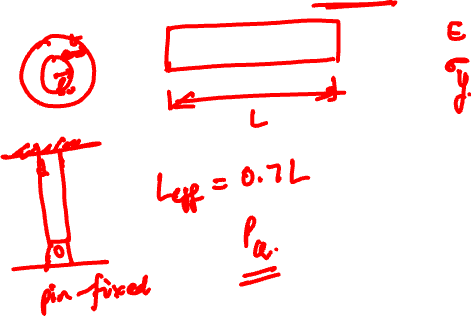 E
σy.
L
Leff = 0.7L
Pa.
pin-fixed